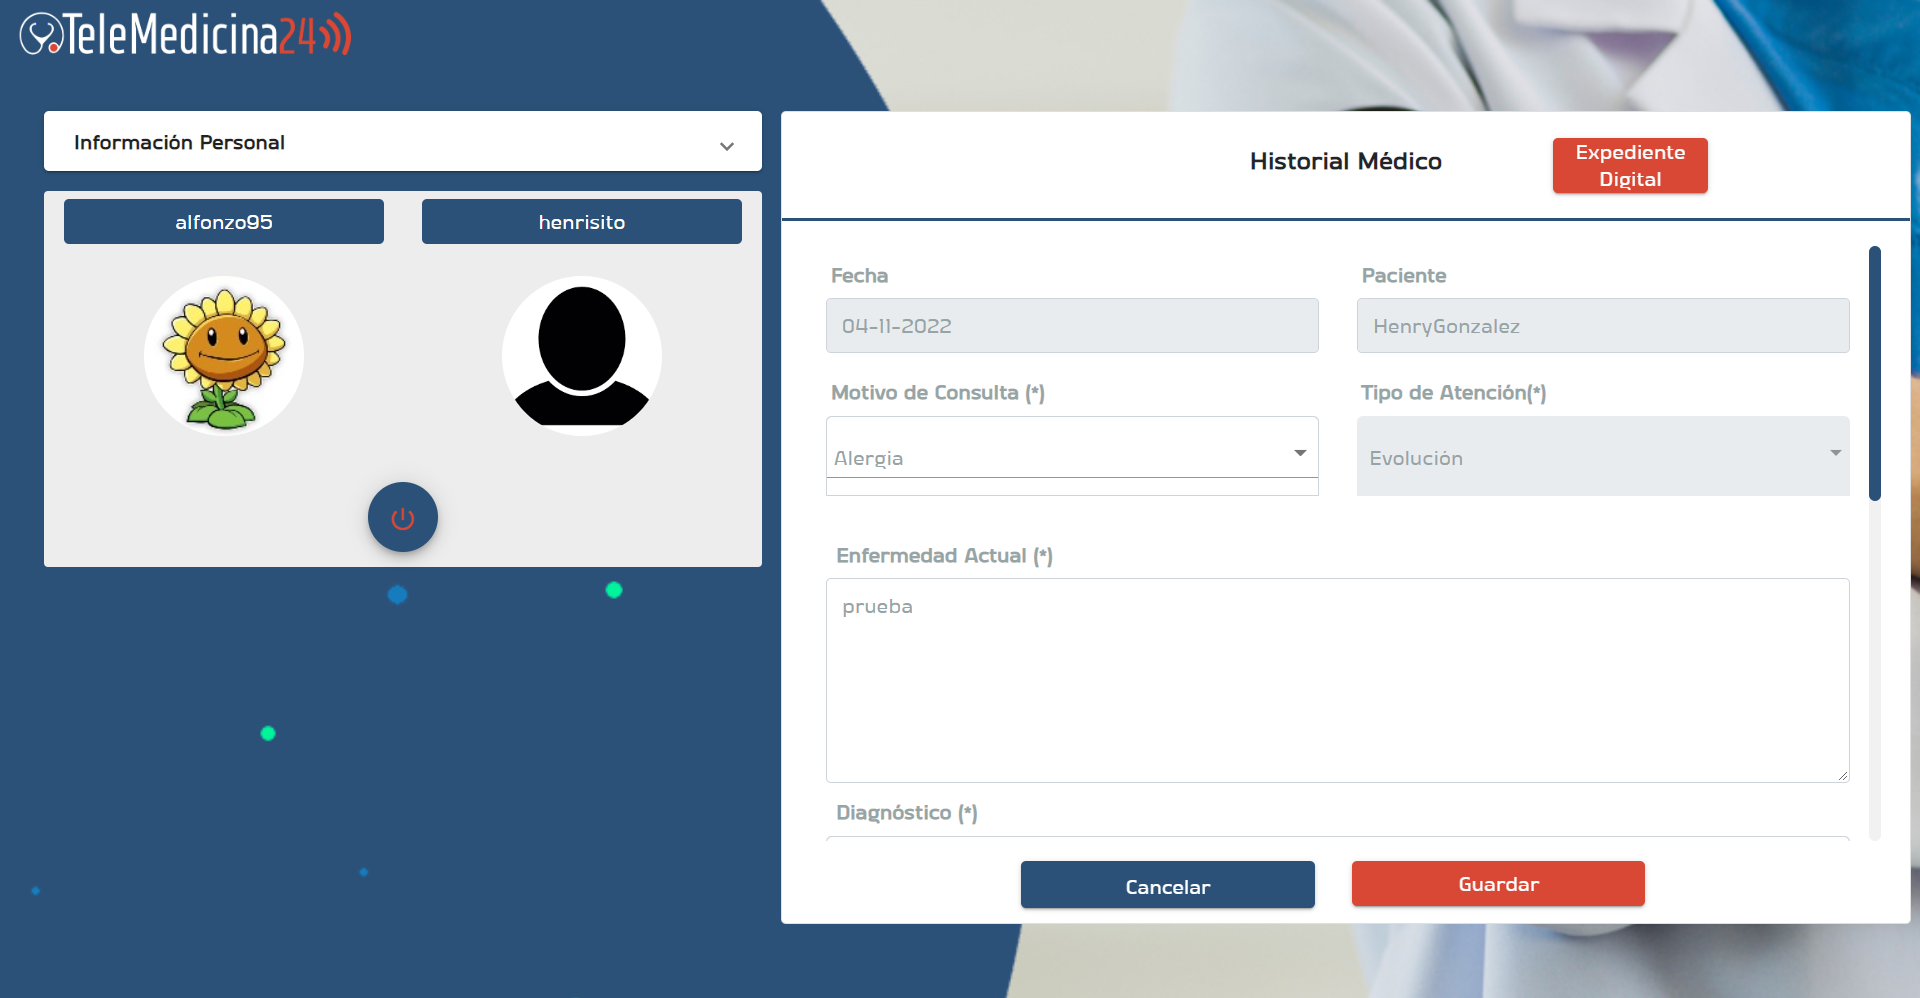 TeleMedicina24
Información Personal
alfonzo95
henrisito
Historial Médico
Expediente
Digital
Fecha
Paciente
04-11-2022
HenryGonzalez
Motivo de Consulta (*)
Tipo de Atención(*)
Alergia
Evolución
Enfermedad Actual (*)
prueba
Diagnóstico (*)
Cancelar
Guardar